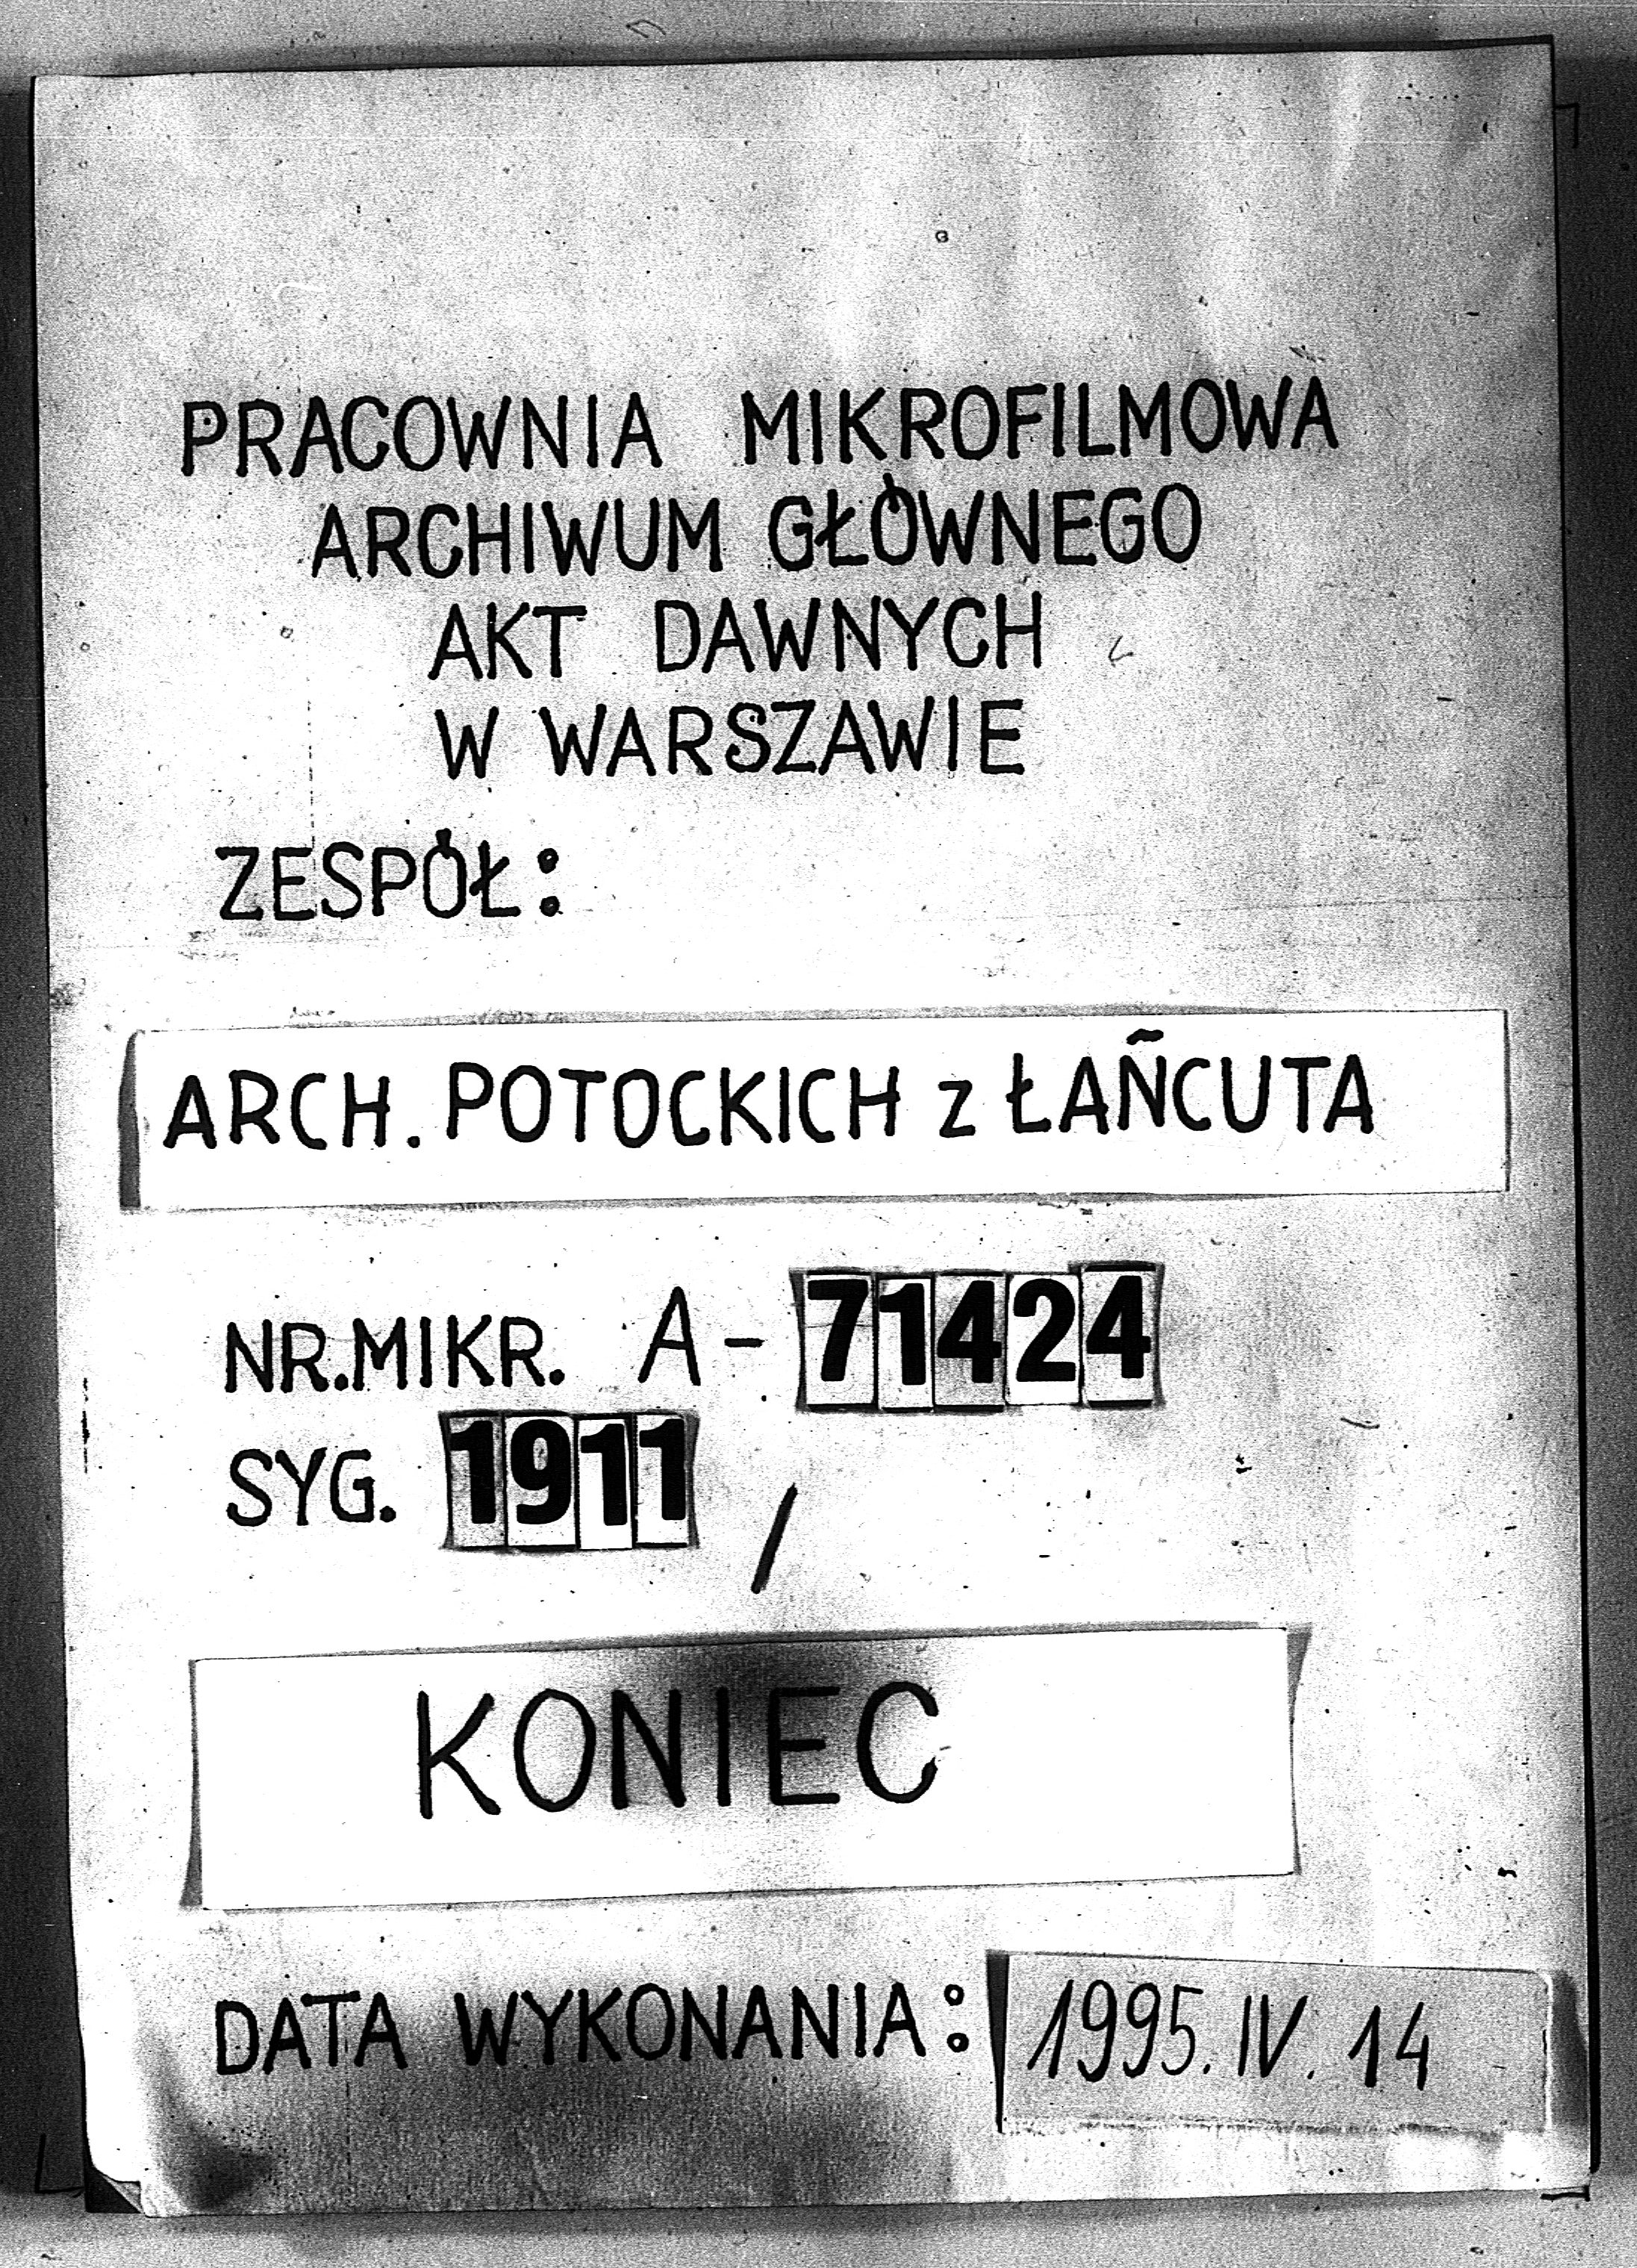 PRACOWNIA MIKROFILMOWA
ARCHIWUM GŁÓWNEGO
AKT DAWNYCH
W WARSZAWIE
ZESPÓŁ:
ARCH. POTOCKICH z ŁAŃCUTA
NR.MIKR. A-71424
SYG. 1911 /
KONIEC
DATA WYKONANIA: 1995.IV.14